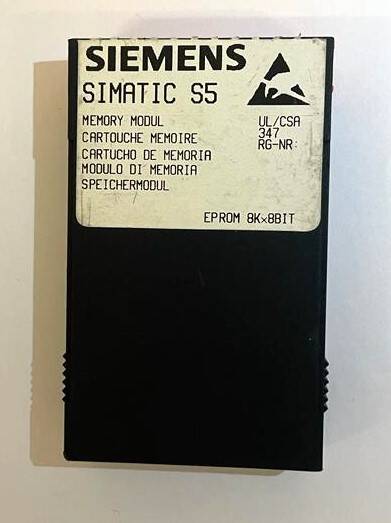 SIEMENS
SIMATIC S5
MEMORY MODUL
CARTOUCHE MEMOIRE
CARTUCHO DE MEMORIA
MODULO DI MEMORIA
SPEICHERMODUL
UL/CSA
347
RG-NR:
EPROM 8K×8BIT